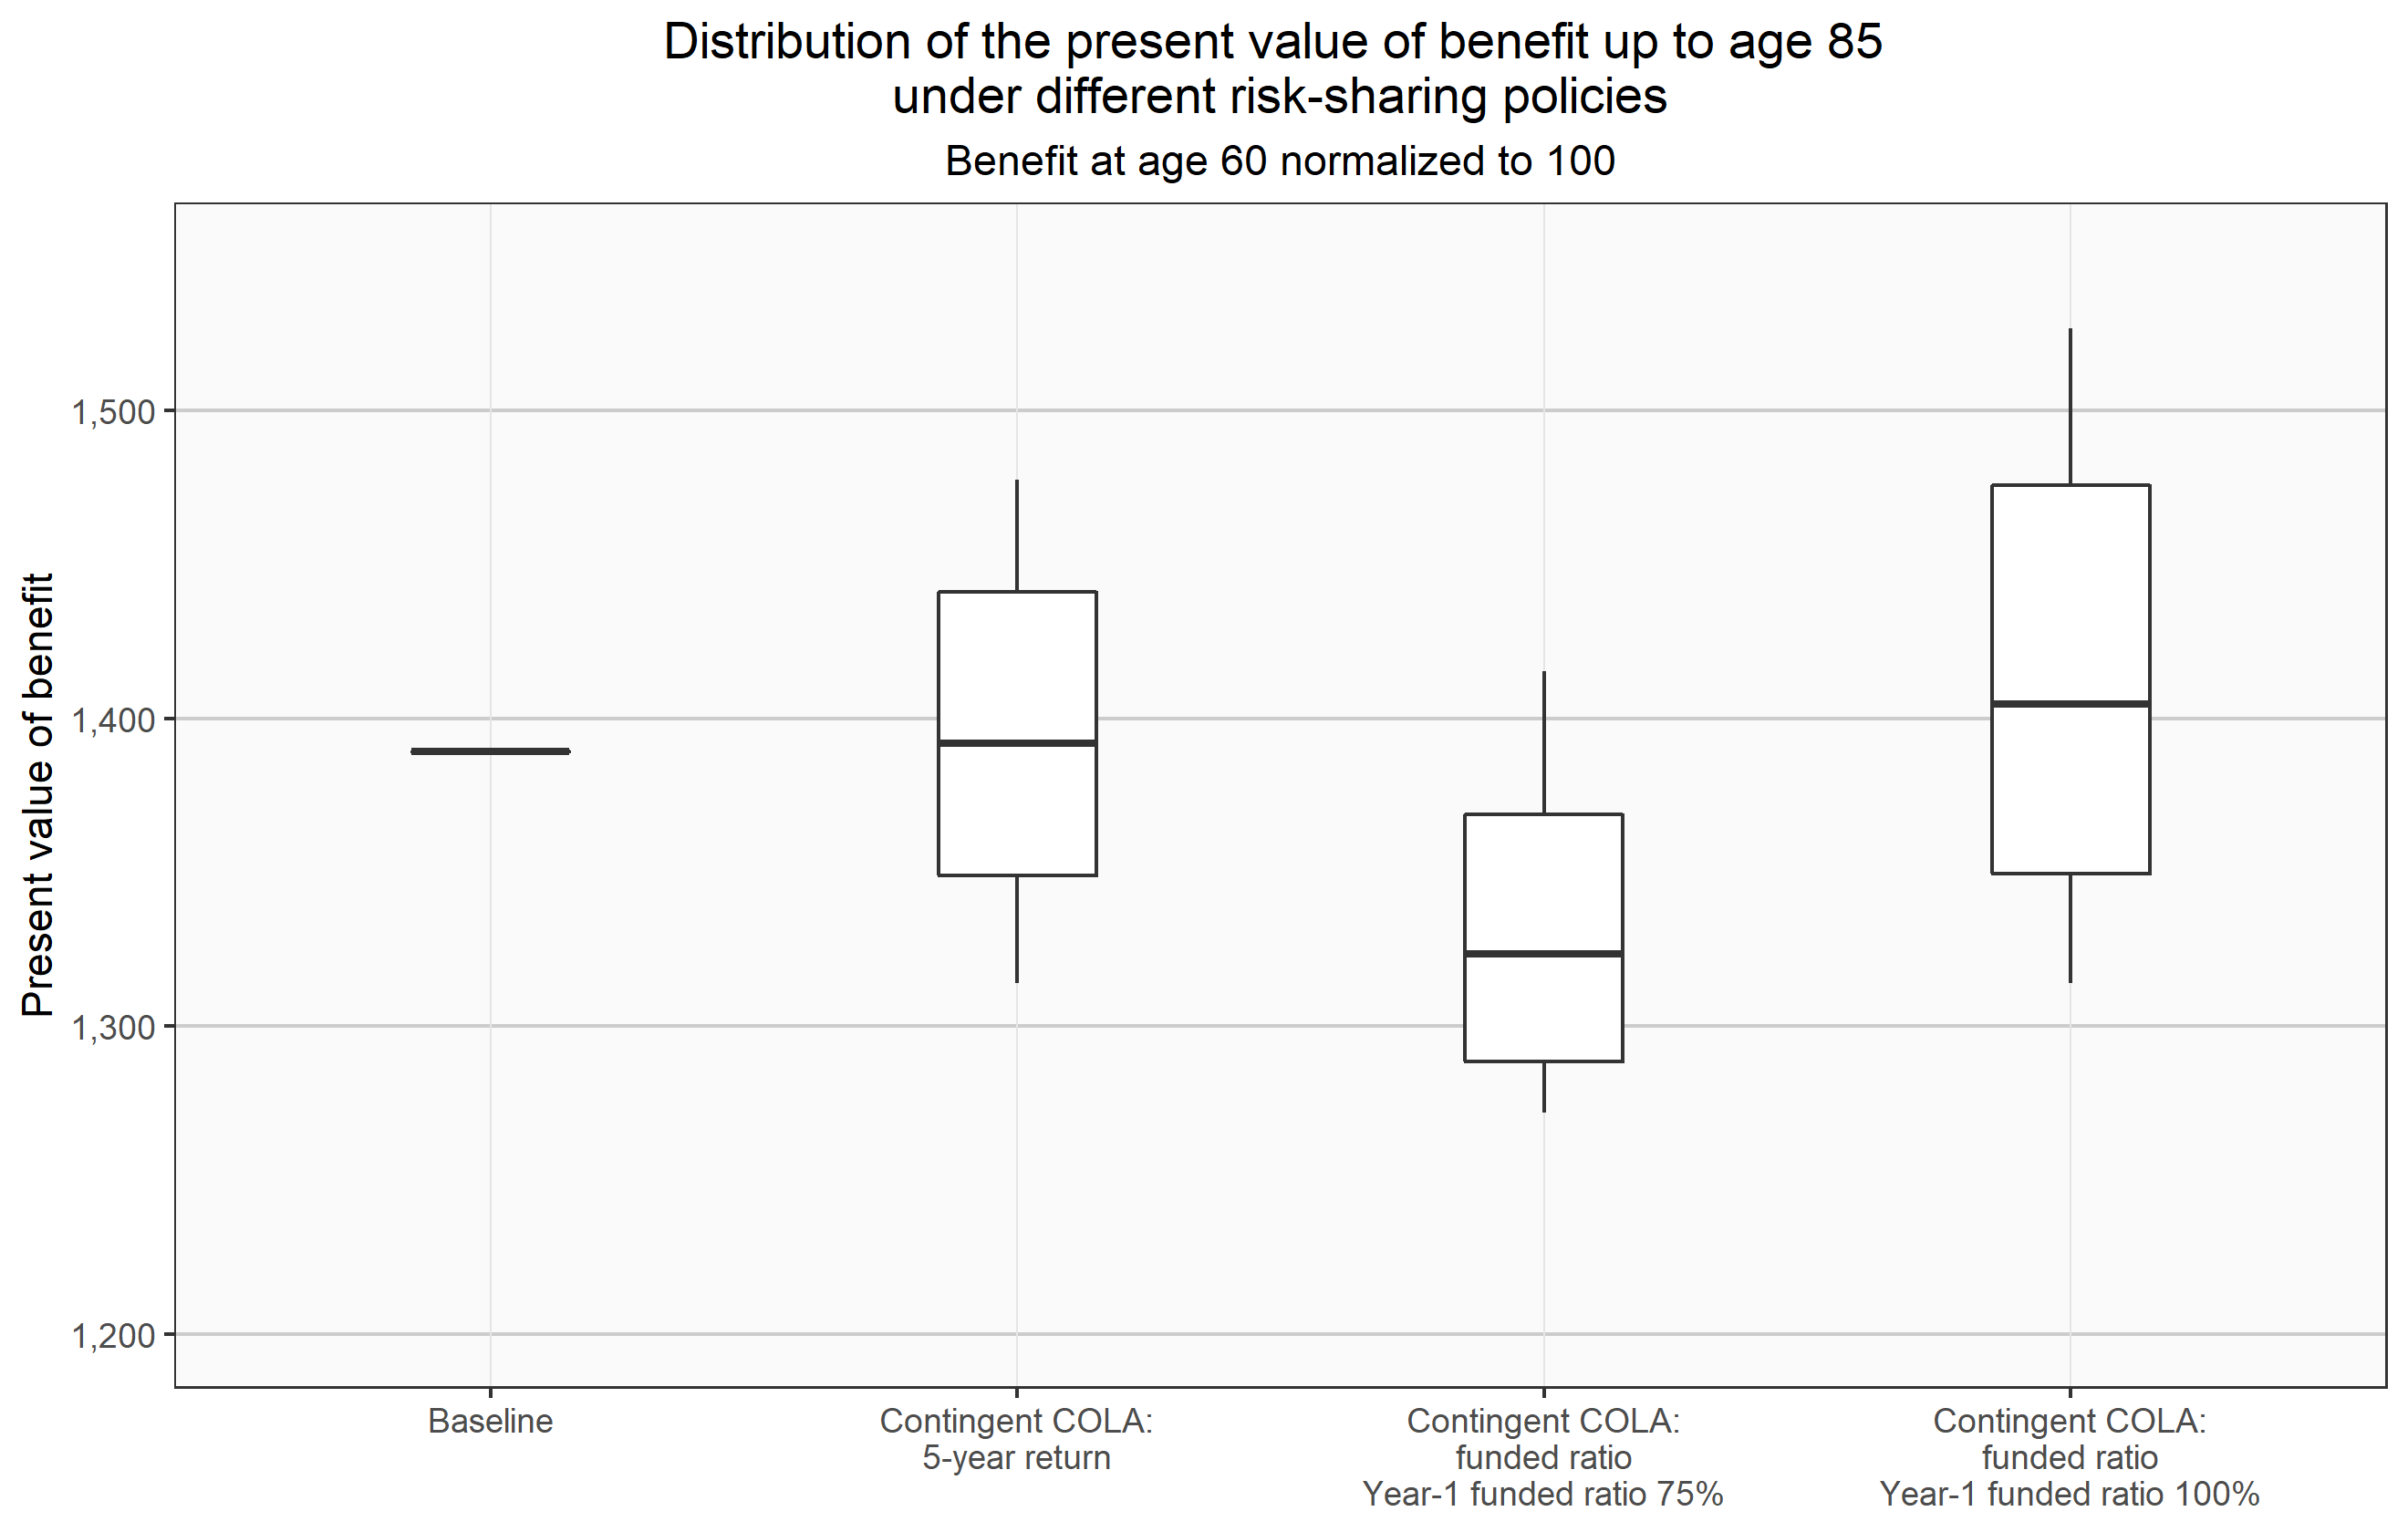 Distribution of the present value of benefit up to age 85
under different risk-sharing policies
Benefit at age 60 normalized to 100
Present value of benefit
1,500
1,400
1,300
1,200
Baseline
Contingent COLA:
5-year return
Contingent COLA:
funded ratio
Year-1 funded ratio 75%
Contingent COLA:
funded ratio
Year-1 funded ratio 100%